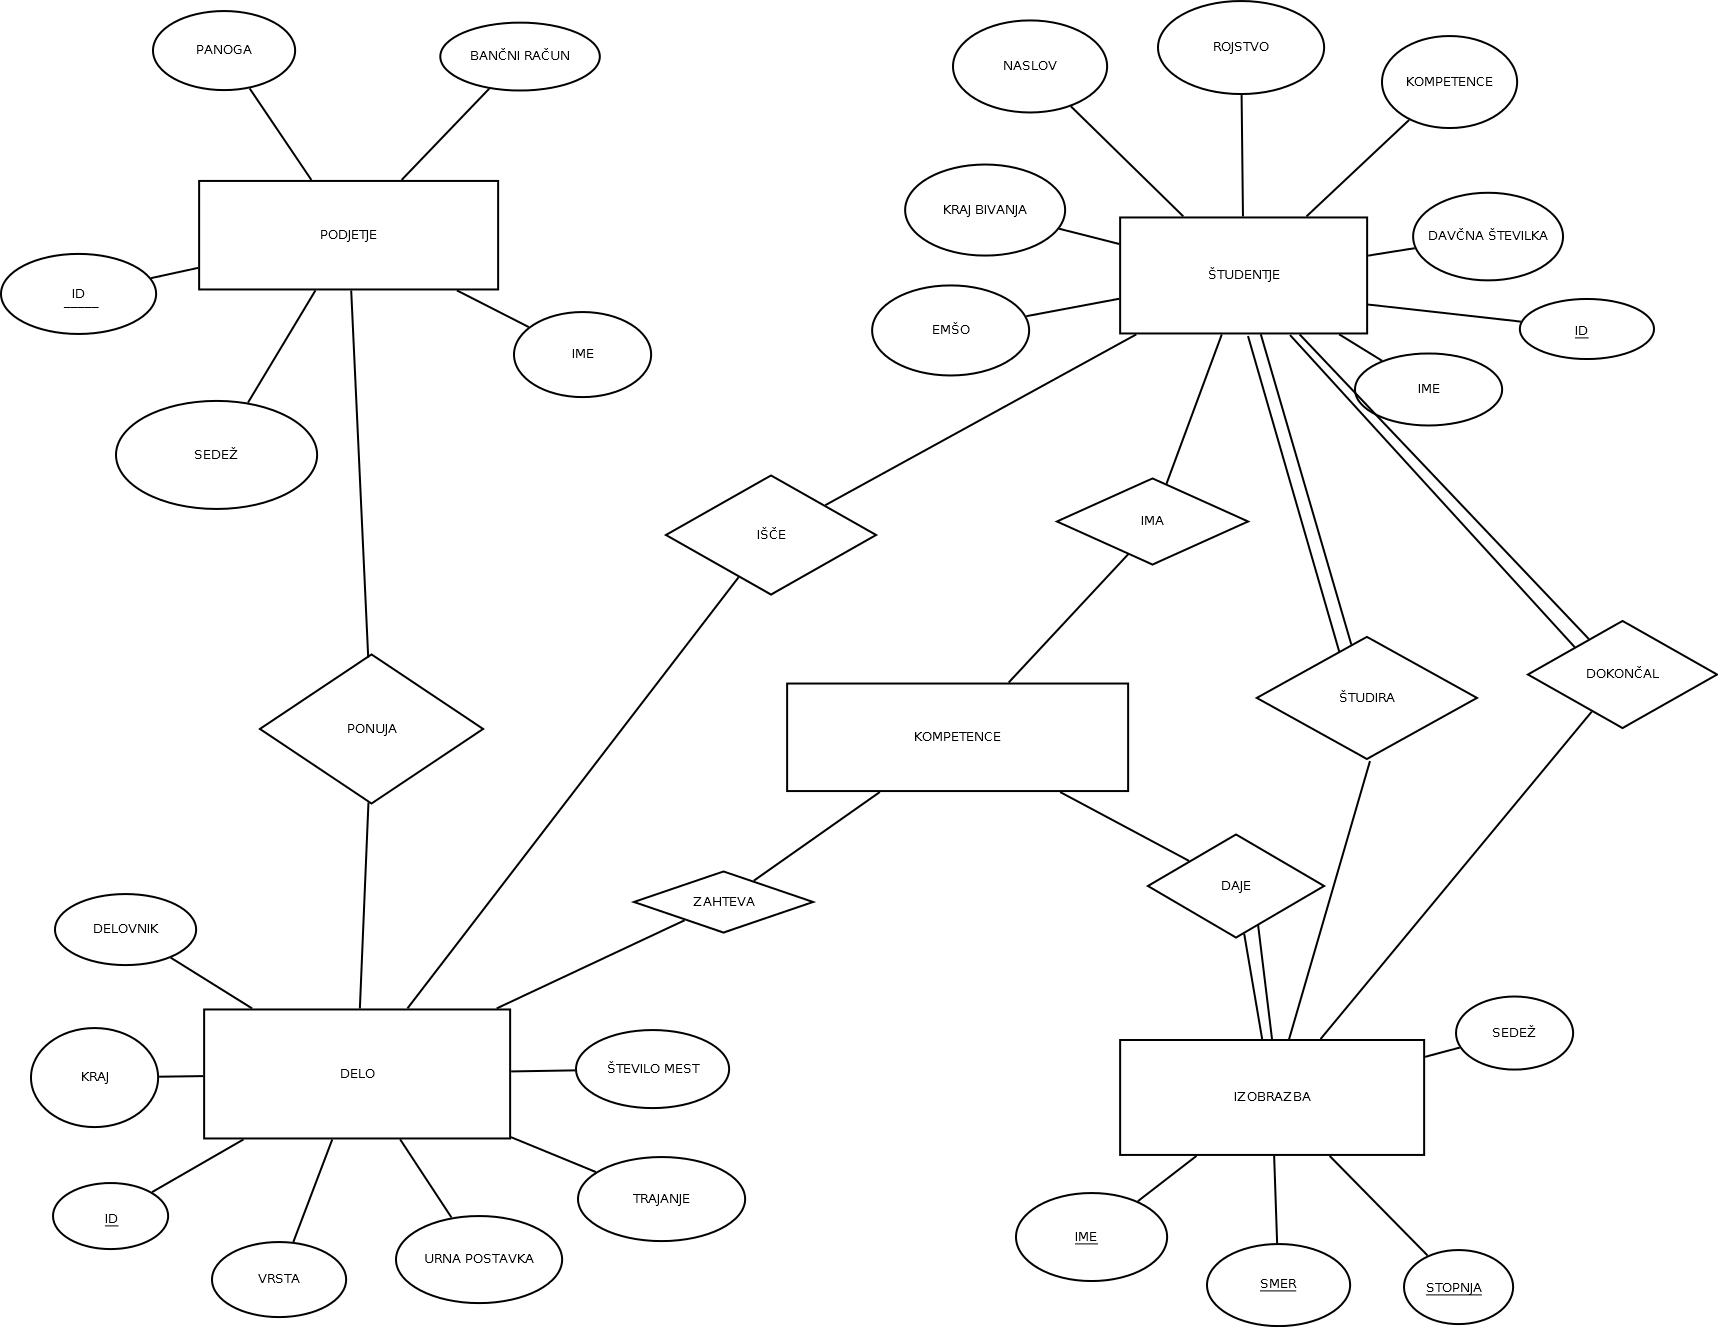 PANOGA
BANČNI RAČUN
NASLOV
ROJSTVO
KOMPETENCE
KRAJ BIVANJA
DAVČNA ŠTEVILKA
PODJETJE
ŠTUDENTJE
ID
EMŠO
ID
IME
IME
SEDEŽ
IŠČE
IMA
DOKONČAL
ŠTUDIRA
PONUJA
KOMPETENCE
DAJE
ZAHTEVA
DELOVNIK
SEDEŽ
KRAJ
DELO
ŠTEVILO MEST
IZOBRAZBA
TRAJANJE
ID
IME
VRSTA
URNA POSTAVKA
SMER
STOPNJA